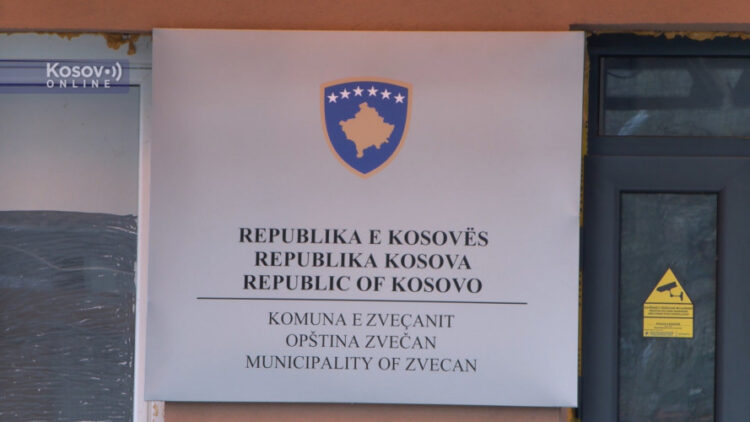 Kosovo
ONLINE
REPUBLIKA E KOSOVËS
REPUBLIKA KOSOVA
REPUBLIC OF KOSOVO
KOMUNA E ZVEÇANIT
OPŠTINA ZVEČAN
MUNICIPALITY OF ZVECAN